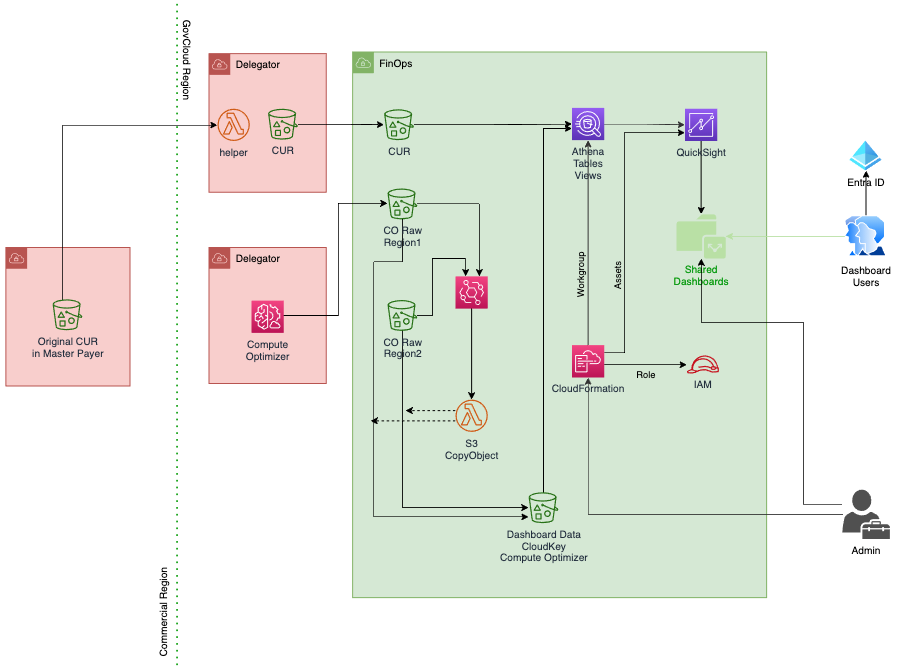 GovCloud Region
Delegator
FinOps
helper
CUR
CUR
Athena
Tables
Views
QuickSight
Entra ID
CO Raw
Region1
Delegator
Dashboard
Users
Shared
Dashboards
Workgroup
Assets
Original CUR
in Master Payer
Compute
Optimizer
CO Raw
Region2
CloudFormation
Role
IAM
S3
CopyObject
Dashboard Data
CloudKey
Compute Optimizer
Admin
Commercial Region